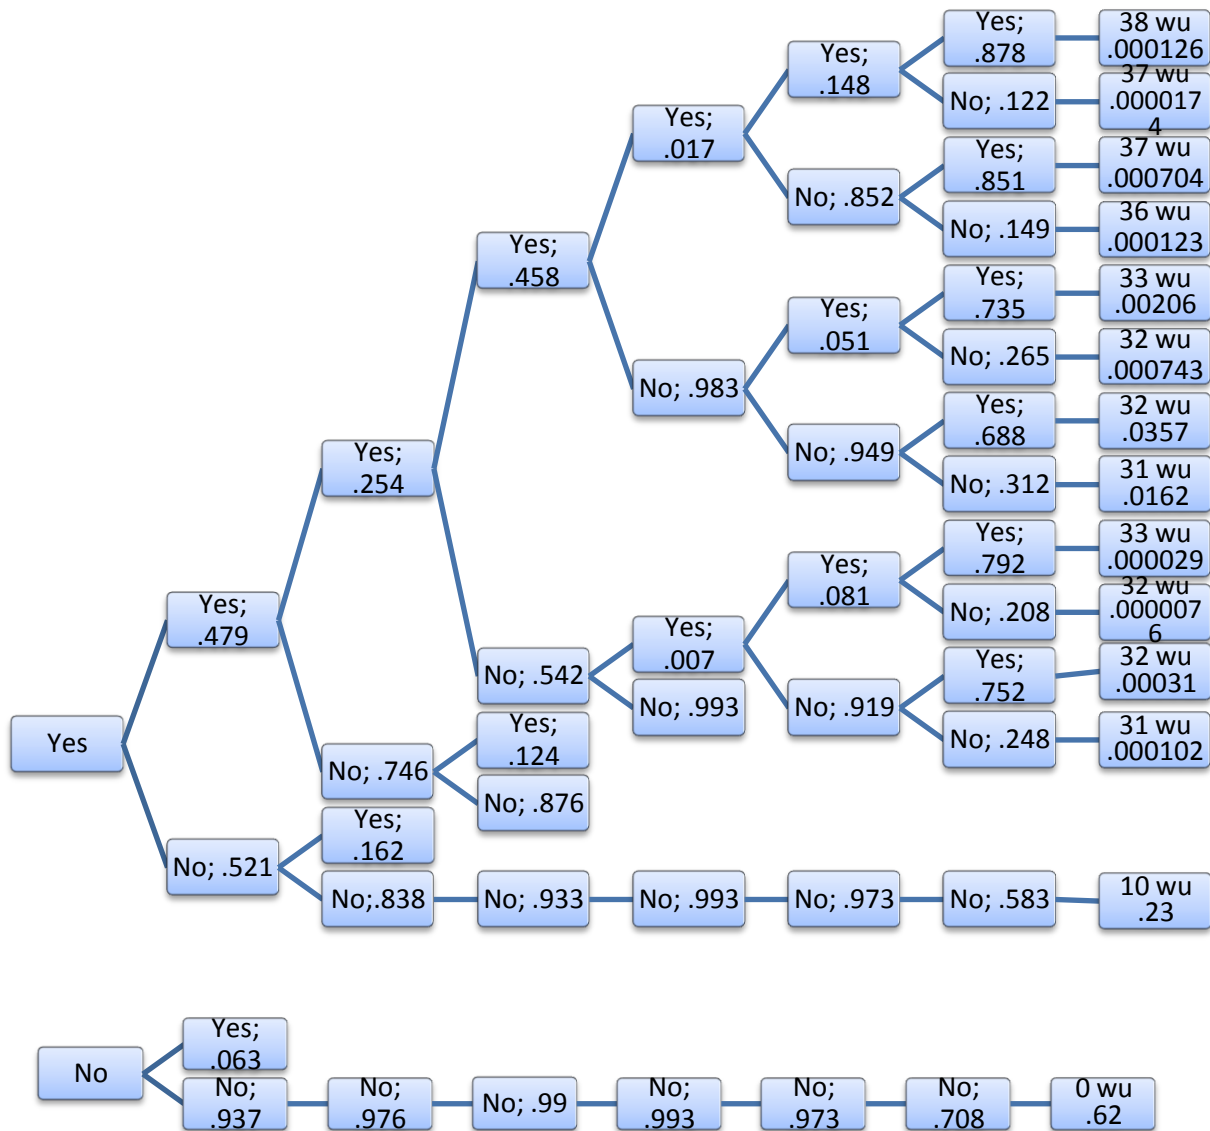 Yes;
.878
38 wu
.000126
Yes;
.148
No; .122
37 wu
.000017
4
Yes;
.017
Yes;
.851
37 wu
.000704
No; .852
No; .149
36 wu
.000123
Yes;
.458
Yes;
.735
33 wu
.00206
Yes;
.051
No; .265
32 wu
.000743
No; .983
Yes;
.688
32 wu
.0357
No; .949
No; .312
31 wu
.0162
Yes;
.254
Yes;
.792
33 wu
.000029
Yes;
.081
No; .208
32 wu
.000007
6
Yes;
.479
Yes;
.007
Yes;
.752
32 wu
.00031
No; .542
No; .993
No; .919
No; .248
31 wu
.000102
Yes
Yes;
.124
No; .746
No; .876
Yes;
.162
No; .521
No;.838
No; .933
No; .993
No; .973
No; .583
10 wu
.23
Yes;
.063
No
No;
.937
No;
.976
No; .99
No;
.993
No;
.973
No;
.708
0 wu
.62